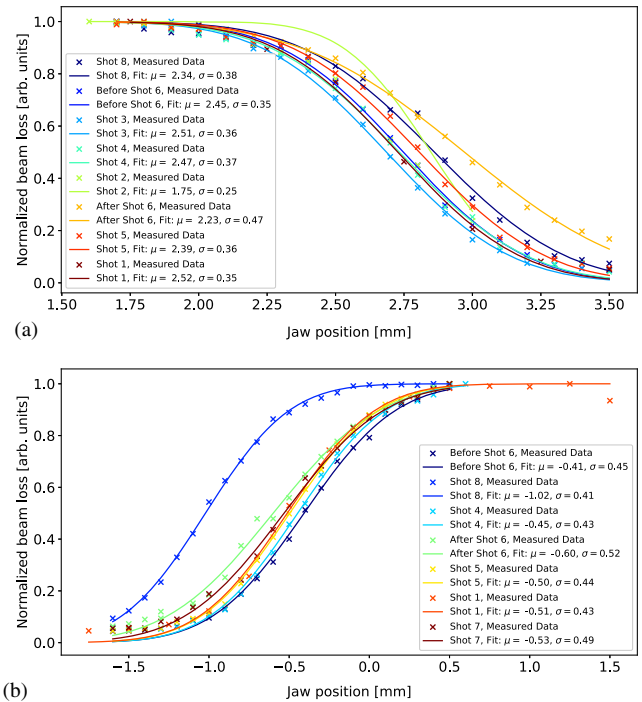 Normalized beam loss [arb. units]
1.0
0.8
0.6
0.4
0.2
0.0
Shot 8, Measured Data
Shot 8, Fit: μ = 2.34, σ = 0.38
Before Shot 6, Measured Data
Before Shot 6, Fit: μ = 2.45, σ = 0.35
Shot 3, Measured Data
Shot 3, Fit: μ = 2.51, σ = 0.36
Shot 4, Measured Data
Shot 4, Fit: μ = 2.47, σ = 0.37
Shot 2, Measured Data
Shot 2, Fit: μ = 1.75, σ = 0.25
After Shot 6, Measured Data
After Shot 6, Fit: μ = 2.23, σ = 0.47
Shot 5, Measured Data
Shot 5, Fit: μ = 2.39, σ = 0.36
Shot 1, Measured Data
Shot 1, Fit: μ = 2.52, σ = 0.35
1.50 1.75 2.00 2.25 2.50 2.75 3.00 3.25 3.50
Jaw position [mm]
(a)
Normalized beam loss [arb. units]
1.0
0.8
0.6
0.4
0.2
0.0
Before Shot 6, Measured Data
Before Shot 6, Fit: μ = -0.41, σ = 0.45
Shot 8, Measured Data
Shot 8, Fit: μ = -1.02, σ = 0.41
Shot 4, Measured Data
Shot 4, Fit: μ = -0.45, σ = 0.43
After Shot 6, Measured Data
After Shot 6, Fit: μ = -0.60, σ = 0.52
Shot 5, Measured Data
Shot 5, Fit: μ = -0.50, σ = 0.44
Shot 1, Measured Data
Shot 1, Fit: μ = -0.51, σ = 0.43
Shot 7, Measured Data
Shot 7, Fit: μ = -0.53, σ = 0.49
−1.5 −1.0 −0.5 0.0 0.5 1.0 1.5
Jaw position [mm]
(b)